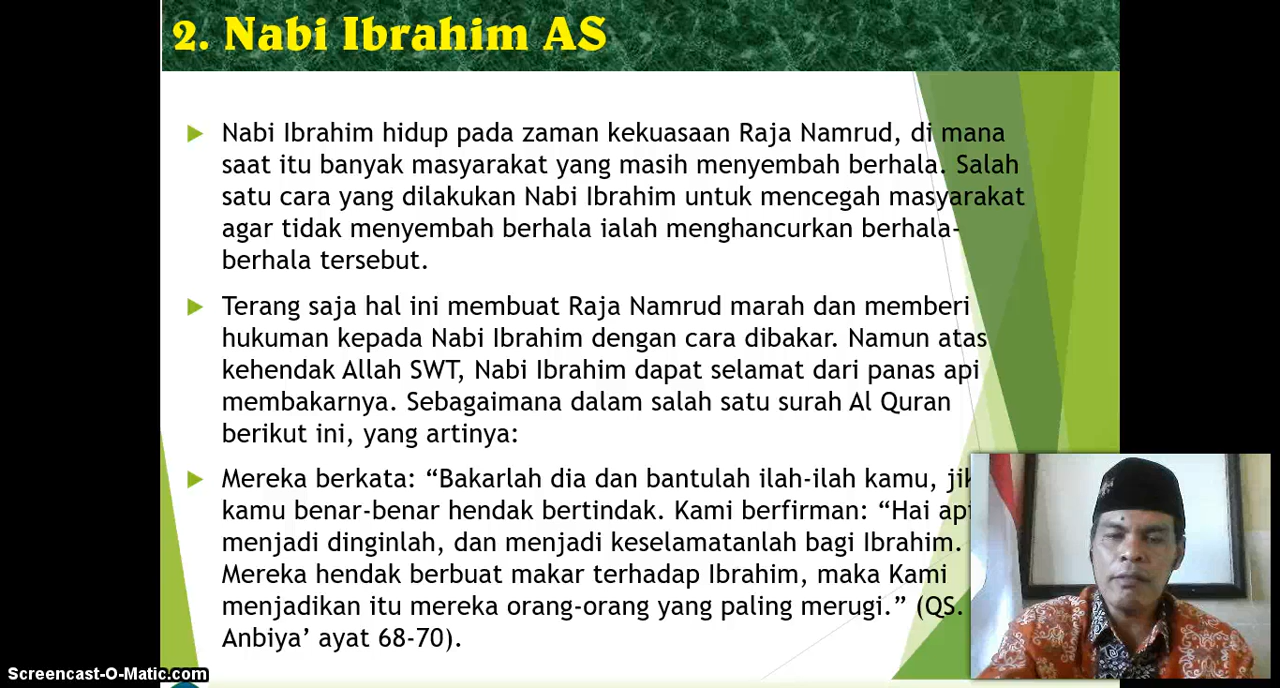 2. Nabi Ibrahim AS
Nabi Ibrahim hidup pada zaman kekuasaan Raja Namrud, di mana
saat itu banyak masyarakat yang masih menyembah berhala. Salah
satu cara yang dilakukan Nabi Ibrahim untuk mencegah masyarakat
agar tidak menyembah berhala ialah menghancurkan berhala-
berhala tersebut.
Terang saja hal ini membuat Raja Namrud marah dan memberi
hukuman kepada Nabi Ibrahim dengan cara dibakar. Namun atas
kehendak Allah SWT, Nabi Ibrahim dapat selamat dari panas api
membakarnya. Sebagaimana dalam salah satu surah Al Quran
berikut ini, yang artinya:
Mereka berkata: “Bakarlah dia dan bantulah ilah-ilah kamu,
kamu benar-benar hendak bertindak. Kami berfirman: “Hai api
menjadi dinginlah, dan menjadi keselamatanlah bagi Ibrahim.
Mereka hendak berbuat makar terhadap Ibrahim, maka Kami
menjadikan itu mereka orang-orang yang paling merugi.” (QS.
Anbiya’ ayat 68-70).
Screencast-O-Matic.com